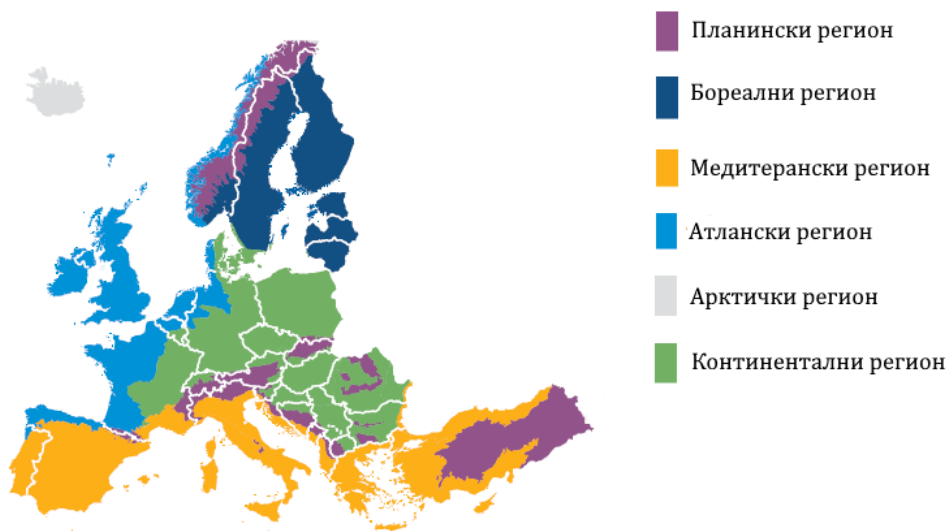 Планински регион
Бореални регион
Медитерански регион
Атлански регион
Арктички регион
Континентални регион